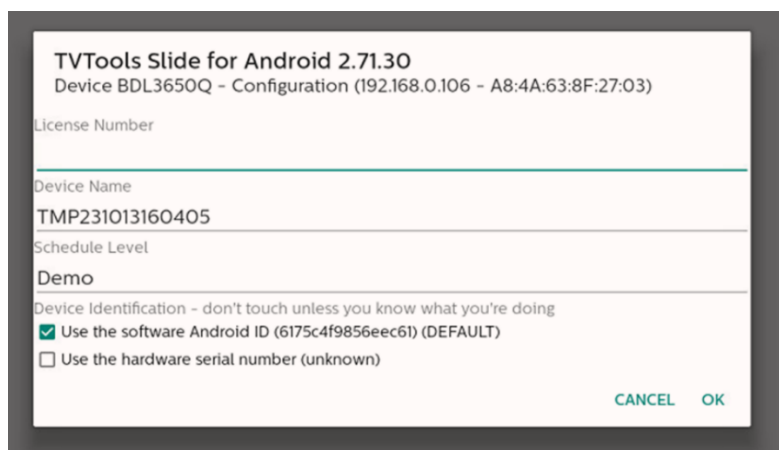 TVTools Slide for Android 2.71.30
Device BDL3650Q - Configuration (192.168.0.106 - A8:4A:63:8F:27:03)
License Number
Device Name
TMP231013160405
Schedule Level
Demo
Device Identification - don't touch unless you know what you're doing
Use the software Android ID (6175c4f9856eec61) (DEFAULT)
Use the hardware serial number (unknown)
CANCEL OK